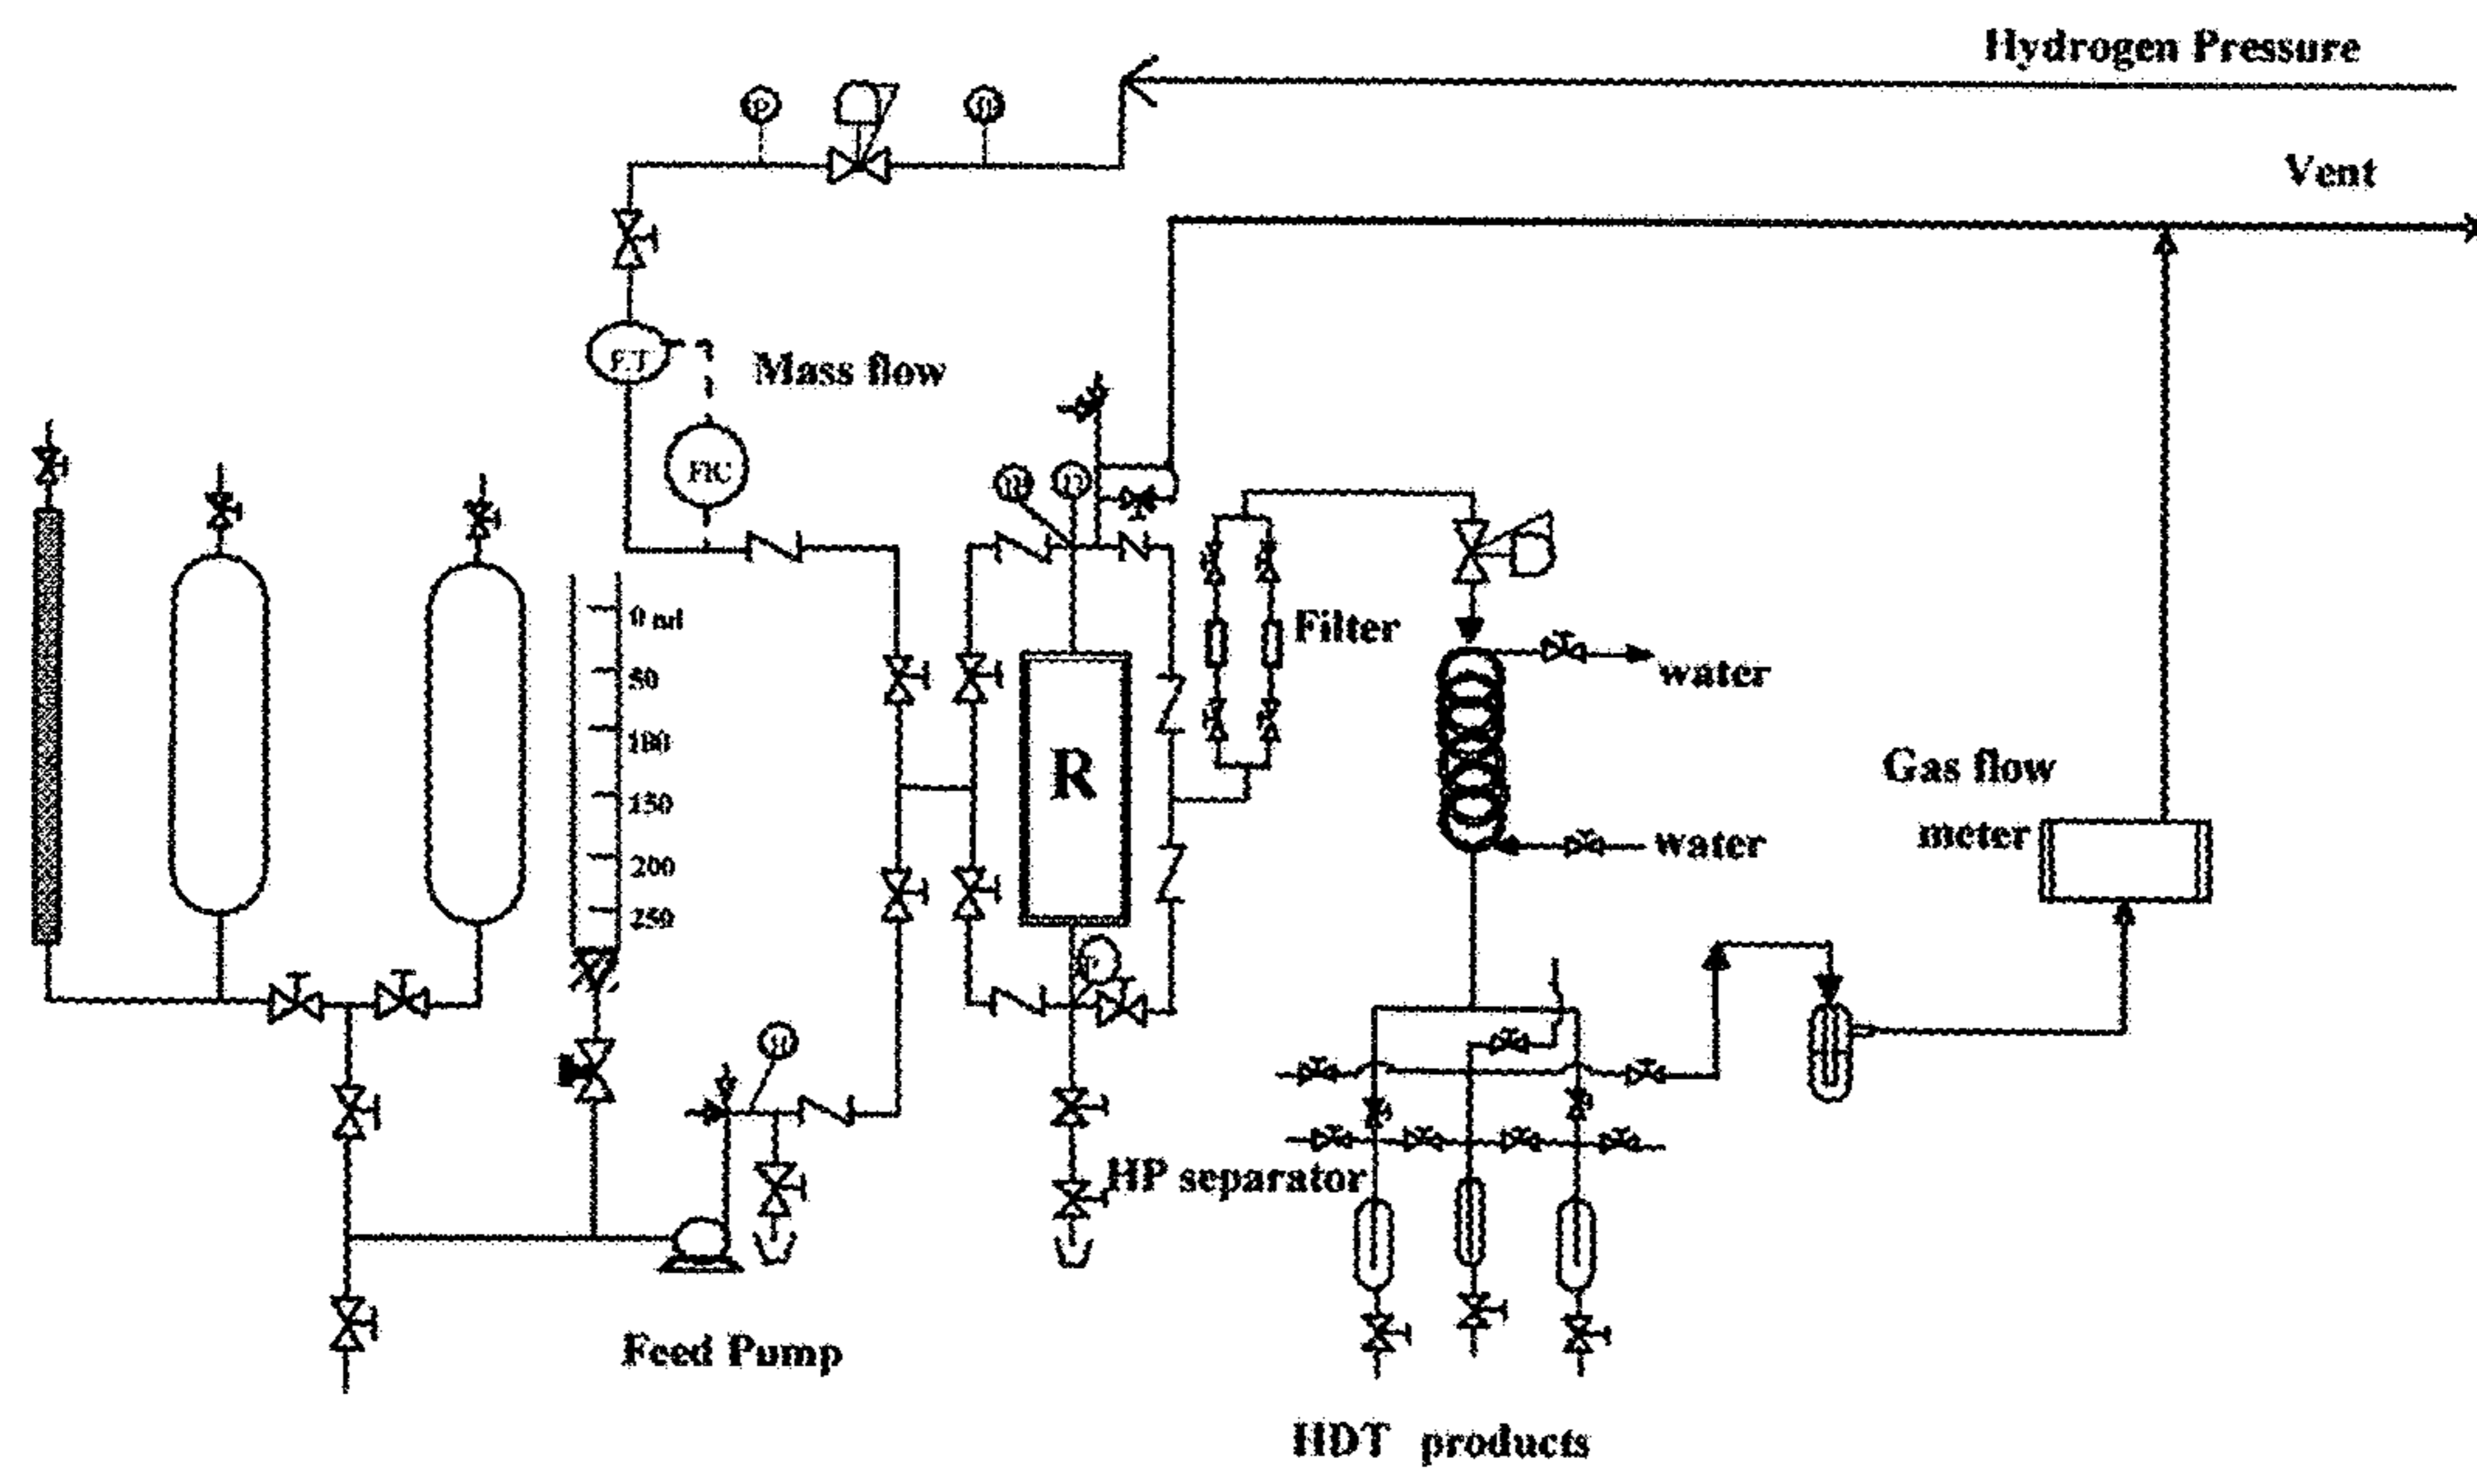 Hydrogen Pressure
Vent
P
Mass flow
FIC
0 ml
50
100
150
200
250
Filter
R
water
water
Gas flow
meter
HP separator
Feed Pump
HDT products